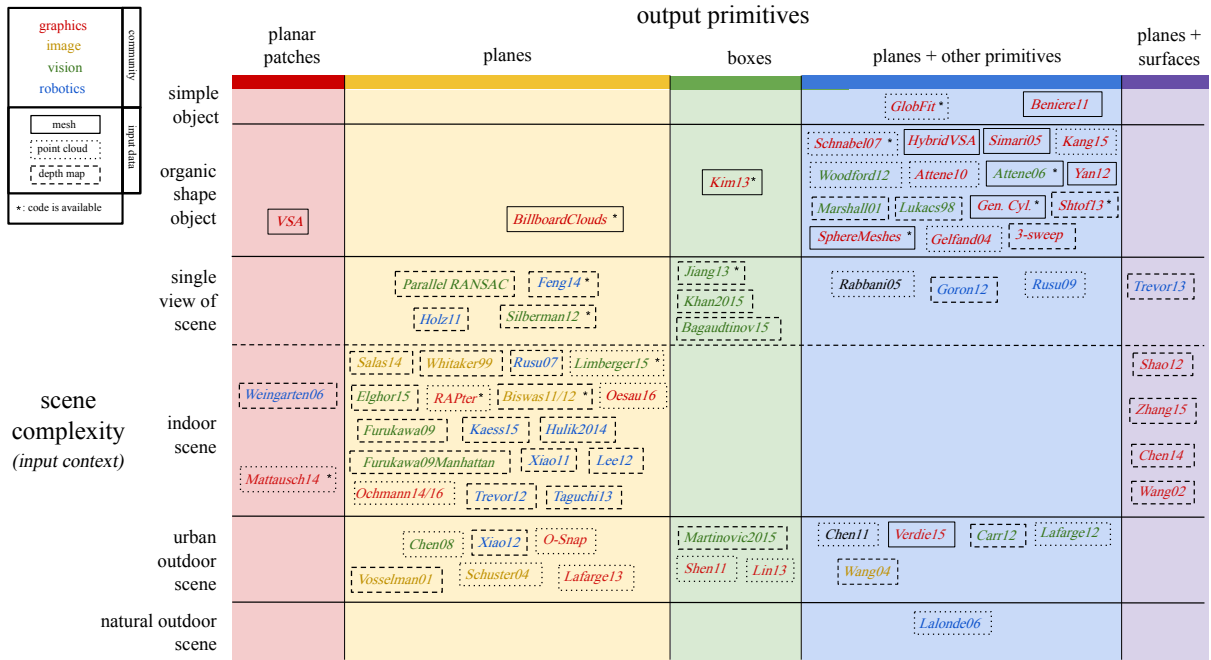 output primitives
graphics
image
vision
robotics
community
mesh
point cloud
depth map
input data
*: code is available
planar
patches
planes
boxes
planes + other primitives
planes +
surfaces
simple
object
GlobFit *
Beniere11
organic
shape
object
VSA
BillboardClouds *
Kim13*
Schnabel07 *
HybridVSA
Simari05
Kang15
Woodford12
Attene10
Attene06 *
Yan12
Marshall01
Lukacs98
Gen. Cyl.*
Shtof13*
SphereMeshes *
Gelfand04
3-sweep
single
view of
scene
Parallel RANSAC
Feng14 *
Holz11
Silberman12 *
Jiang13 *
Khan2015
Bagaudtinov15
Rabbani05
Goron12
Rusu09
Trevor13
scene
complexity
(input context)
indoor
scene
Weingarten06
Mattausch14 *
Salas14
Whitaker99
Rusu07
Limberger15 *
Elghor15
RAPter*
Biswas11/12 *
Oesau16
Furukawa09
Kaess15
Hulik2014
Furukawa09Manhattan
Xiao11
Lee12
Ochmann14/16
Trevor12
Taguchi13
Shao12
Zhang15
Chen14
Wang02
urban
outdoor
scene
Chen08
Xiao12
O-Snap
Vosselman01
Schuster04
Lafarge13
Martinovic2015
Shen11
Lin13
Chen11
Verdie15
Carr12
Lafarge12
Wang04
natural outdoor
scene
Lalonde06